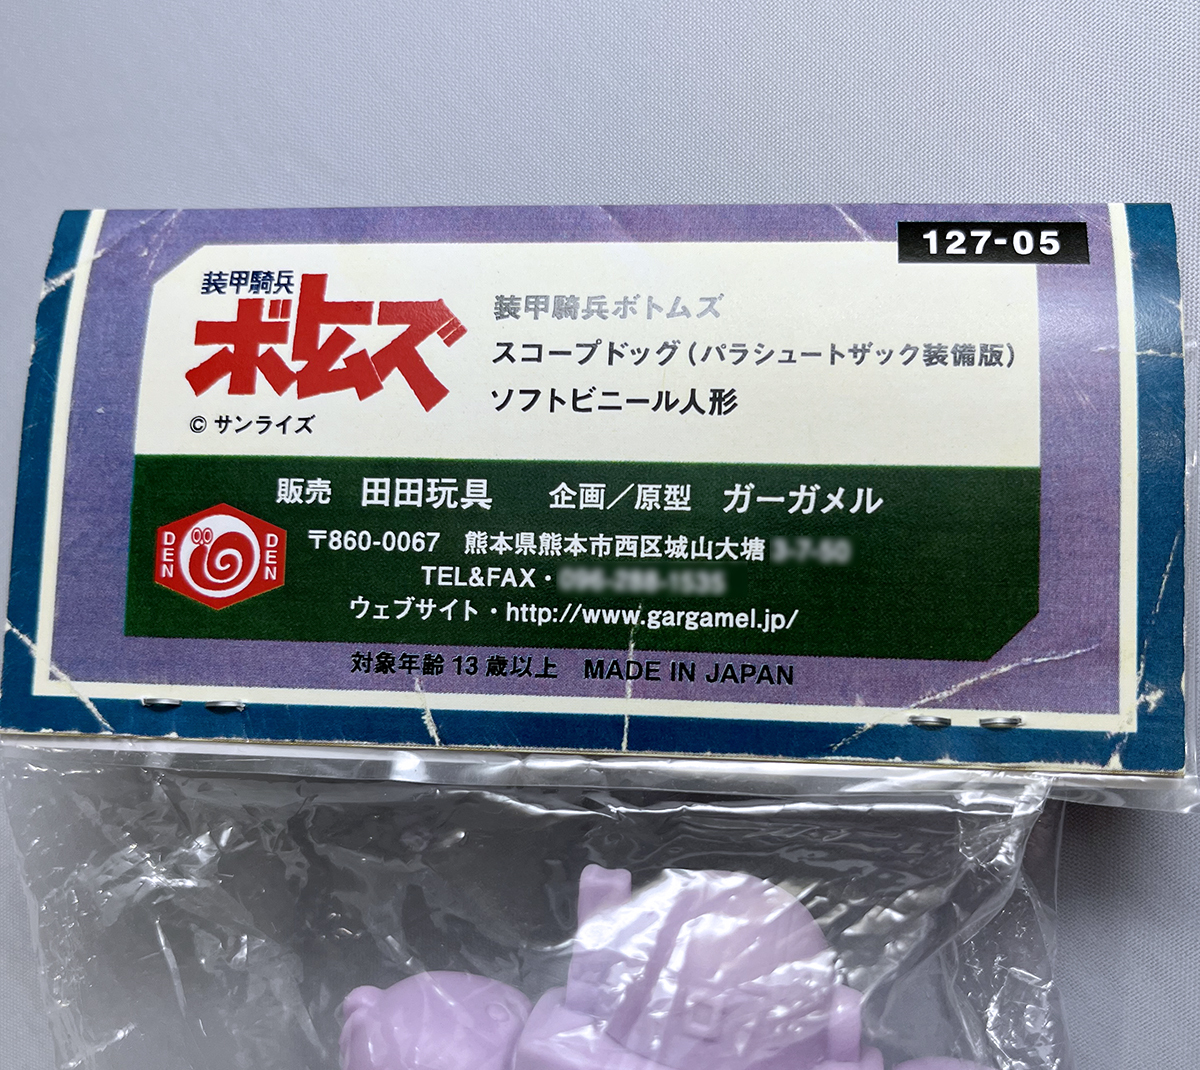 127-05
装甲騎兵
ボトムズ
© サンライズ
装甲騎兵ボトムズ
スコープドッグ(パラシュートザック装備版)
ソフトビニール人形
販売 田田玩具 企画/原型 ガーガメル
DEN DEN
〒860-0067 熊本県熊本市西区城山大塘
TEL&FAX・
ウェブサイト・http://www.gargamel.jp/
対象年齢 13 歳以上 MADE IN JAPAN